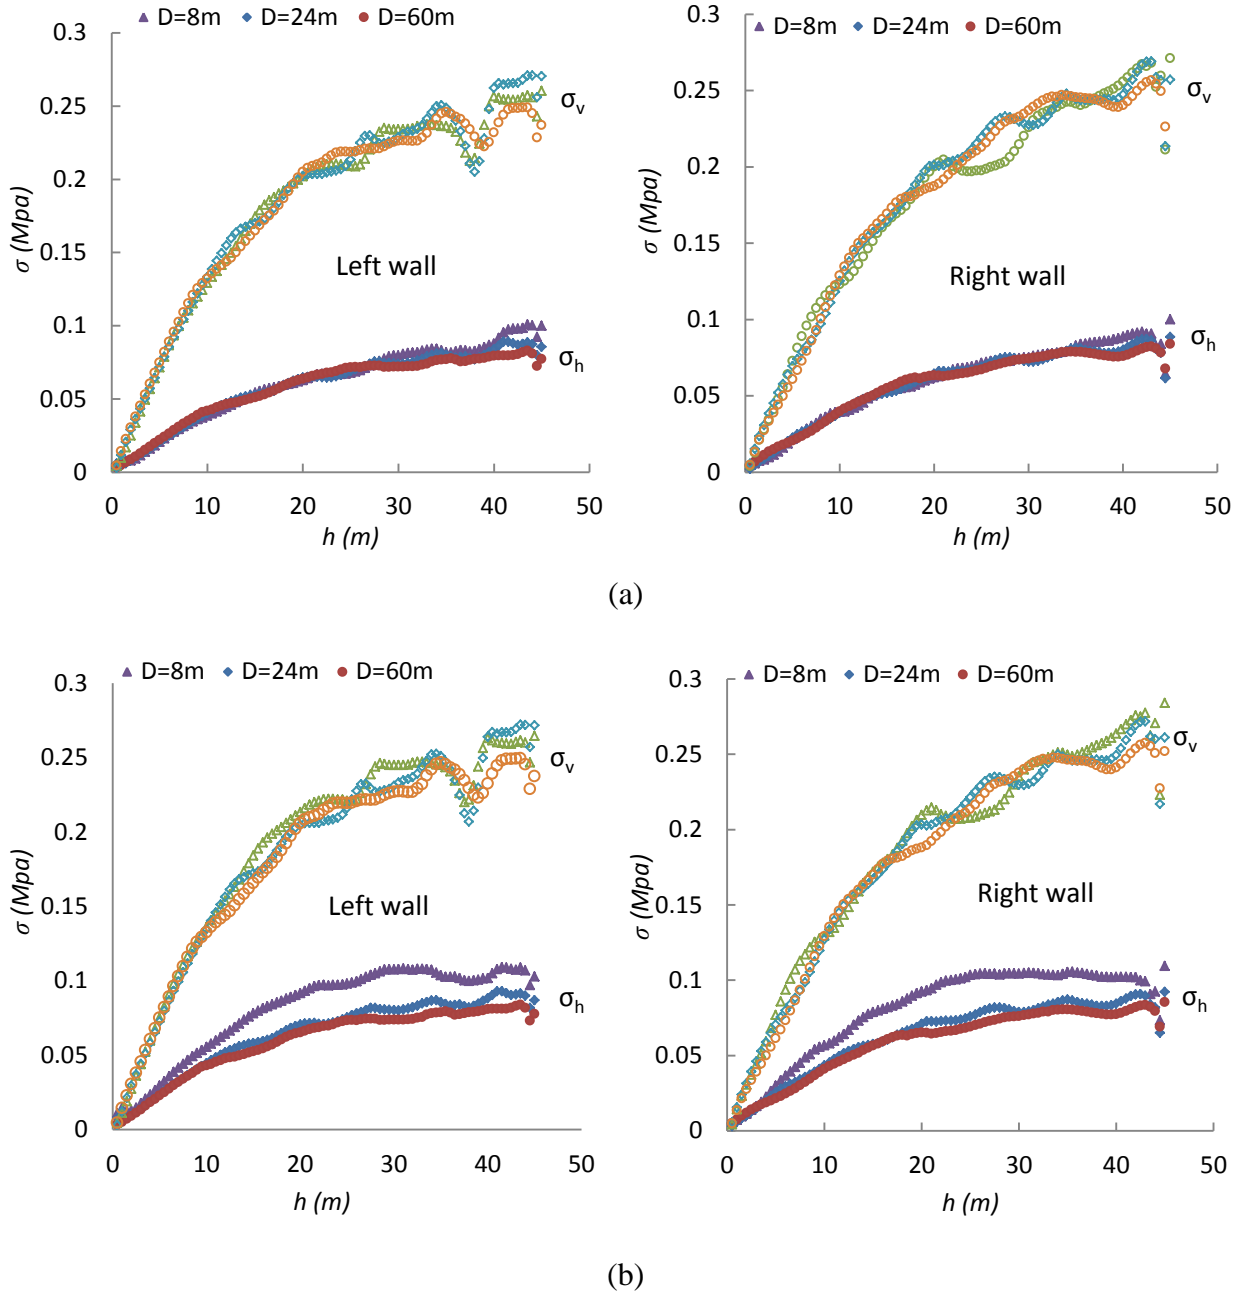 ▲ D=8m ◆ D=24m ● D=60m
0.3
0.25
0.2
0.15
0.1
0.05
0
σ (Mpa)
σv
Left wall
σh
0 10 20 30 40 50
h (m)
▲ D=8m ◆ D=24m ● D=60m
0.3
0.25
0.2
0.15
0.1
0.05
0
σ (Mpa)
σv
Right wall
σh
0 10 20 30 40 50
h (m)
(a)
▲ D=8m ◆ D=24m ● D=60m
0.3
0.25
0.2
0.15
0.1
0.05
0
σ (Mpa)
σv
Left wall
σh
0 10 20 30 40 50
h (m)
▲ D=8m ◆ D=24m ● D=60m
0.3
0.25
0.2
0.15
0.1
0.05
0
σ (Mpa)
σv
Right wall
σh
0 10 20 30 40 50
h (m)
(b)